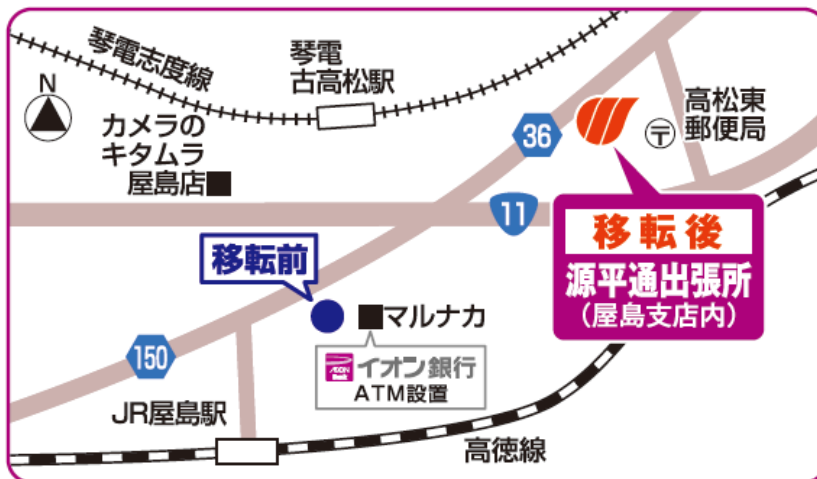 琴電志度線
琴電
古高松駅
N
カメラの
キタムラ
屋島店
36
〒
高松東
郵便局
11
移転後
源平通出張所
(屋島支店内)
移転前
マルナカ
150
AEON
Bank
イオン銀行
ATM設置
JR屋島駅
高徳線